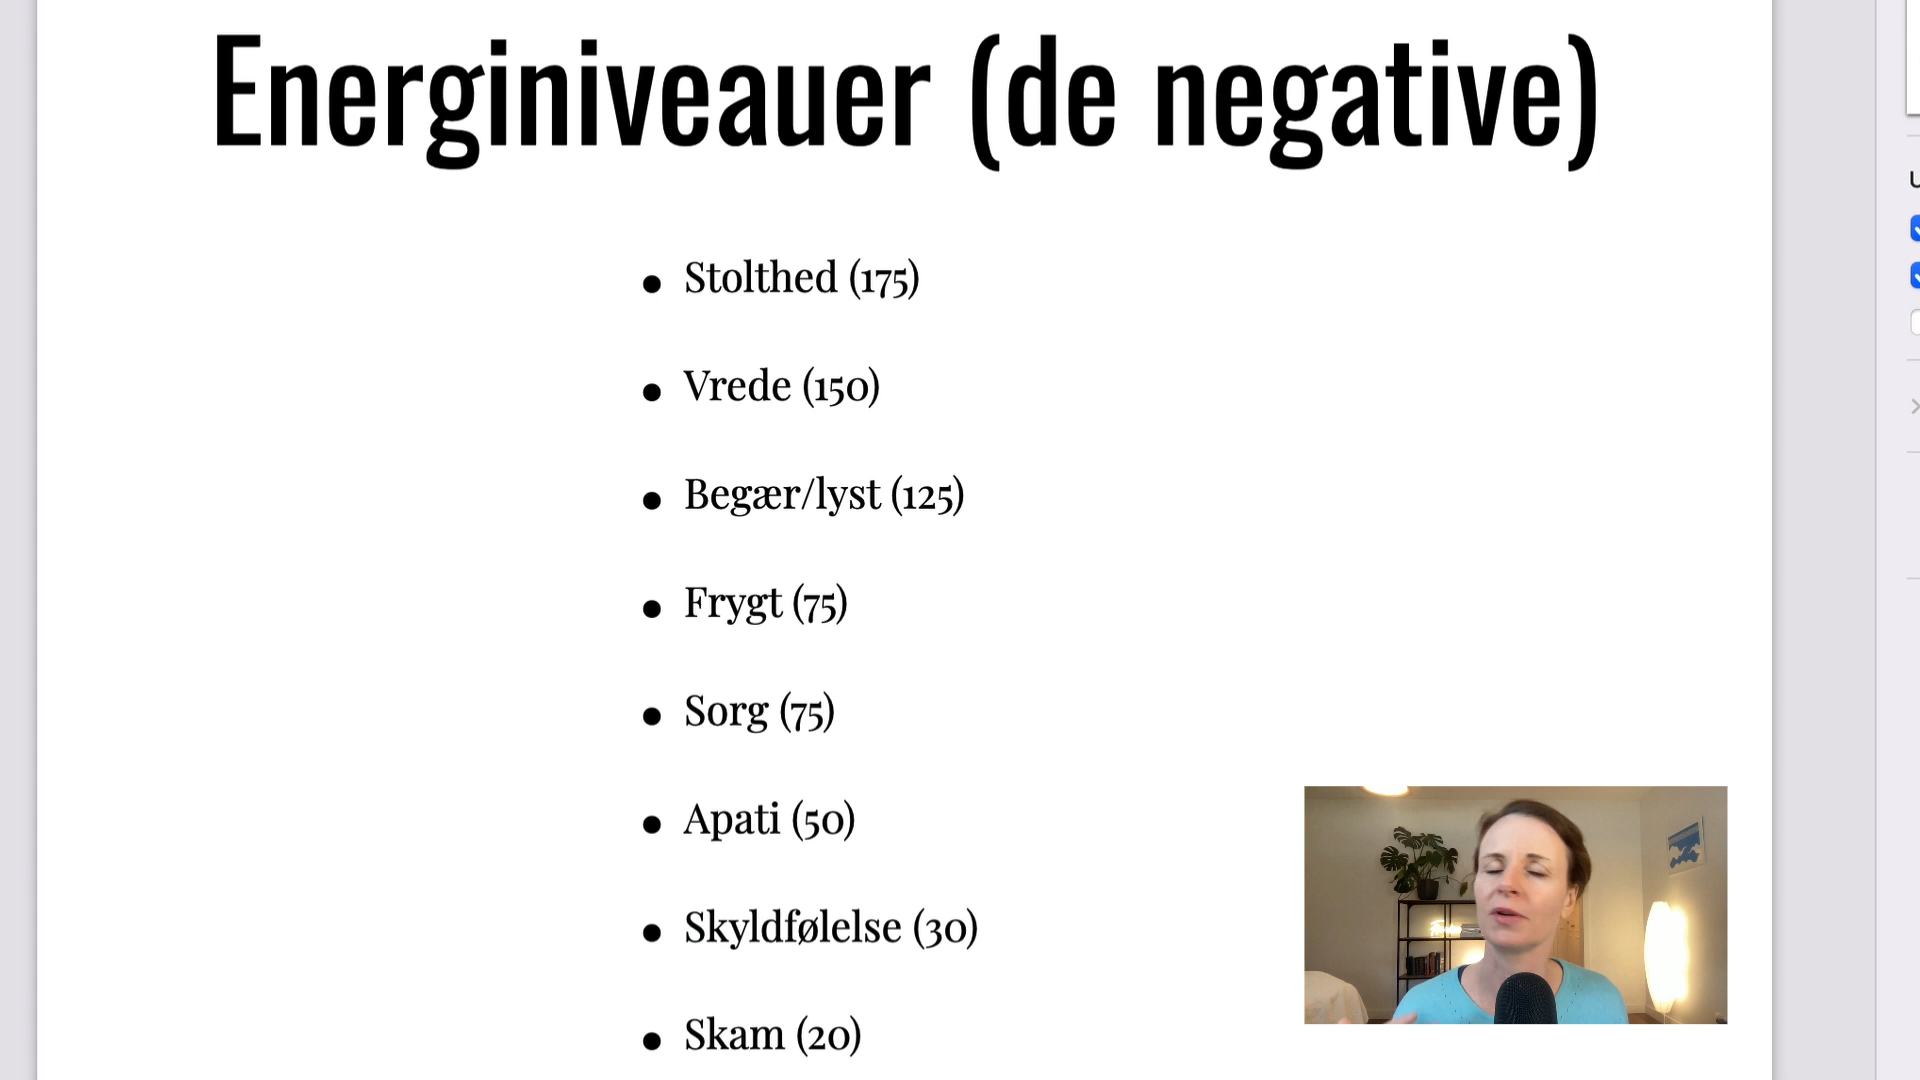 Energiniveauer (de negative)
• Stolthed (175)
• Vrede (150)
• Begær/lyst (125)
• Frygt (75)
• Sorg (75)
• Apati (50)
• Skyldfølelse (30)
• Skam (20)